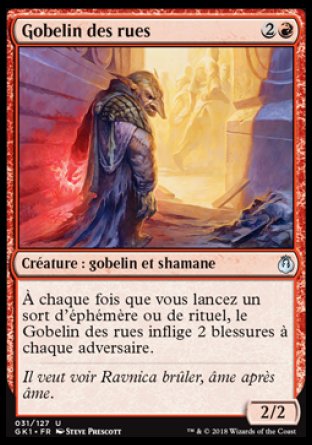 Gobelin des rues 2
Créature : gobelin et shamane
À chaque fois que vous lancez un
sort d'éphémère ou de rituel, le
Gobelin des rues inflige 2 blessures à
chaque adversaire.
Il veut voir Ravnica brûler, âme après
âme.
2/2
031/127 U
GK1 • FR Steve Prescott
™ & © 2018 Wizards of the Coast